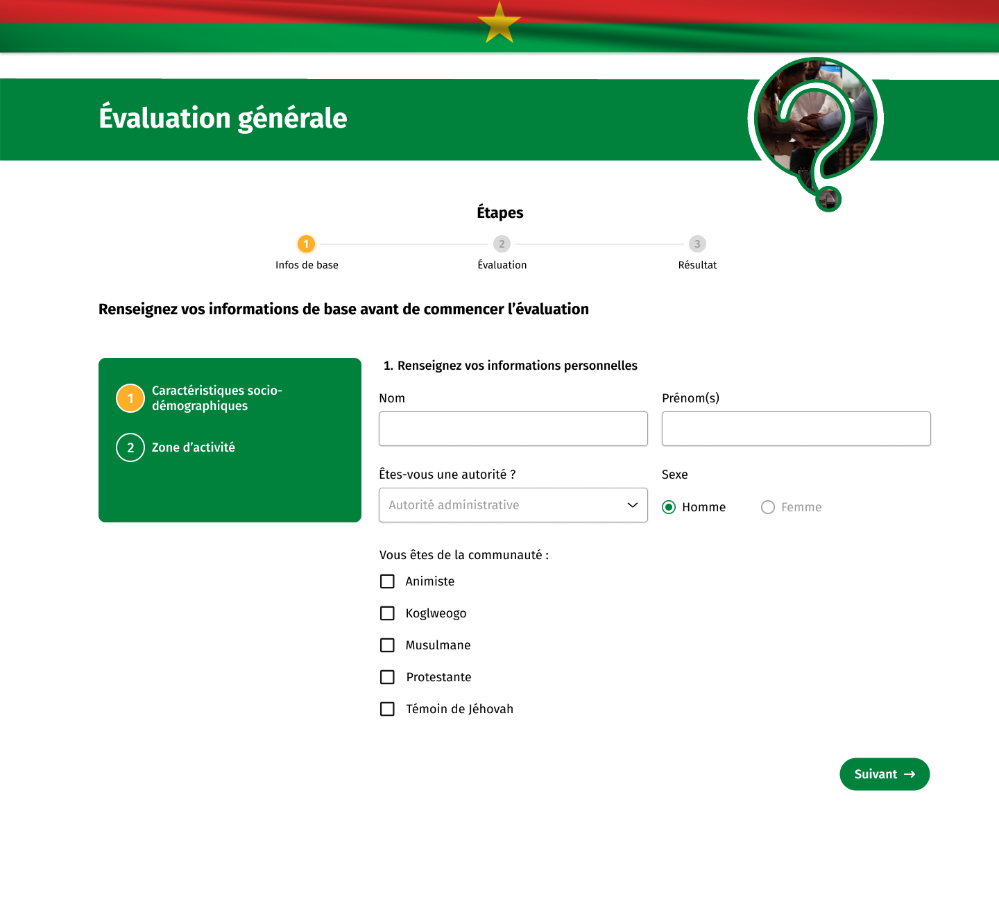 Évaluation générale
Étapes
1
2
3
Infos de base
Évaluation
Résultat
Renseignez vos informations de base avant de commencer l’évaluation
1
Caractéristiques socio-
démographiques
2
Zone d’activité
1. Renseignez vos informations personnelles
Nom
Prénom(s)
Êtes-vous une autorité ?
Sexe
Autorité administrative
Homme
Femme
Vous êtes de la communauté :
Animiste
Koglweogo
Musulmane
Protestante
Témoin de Jéhovah
Suivant →